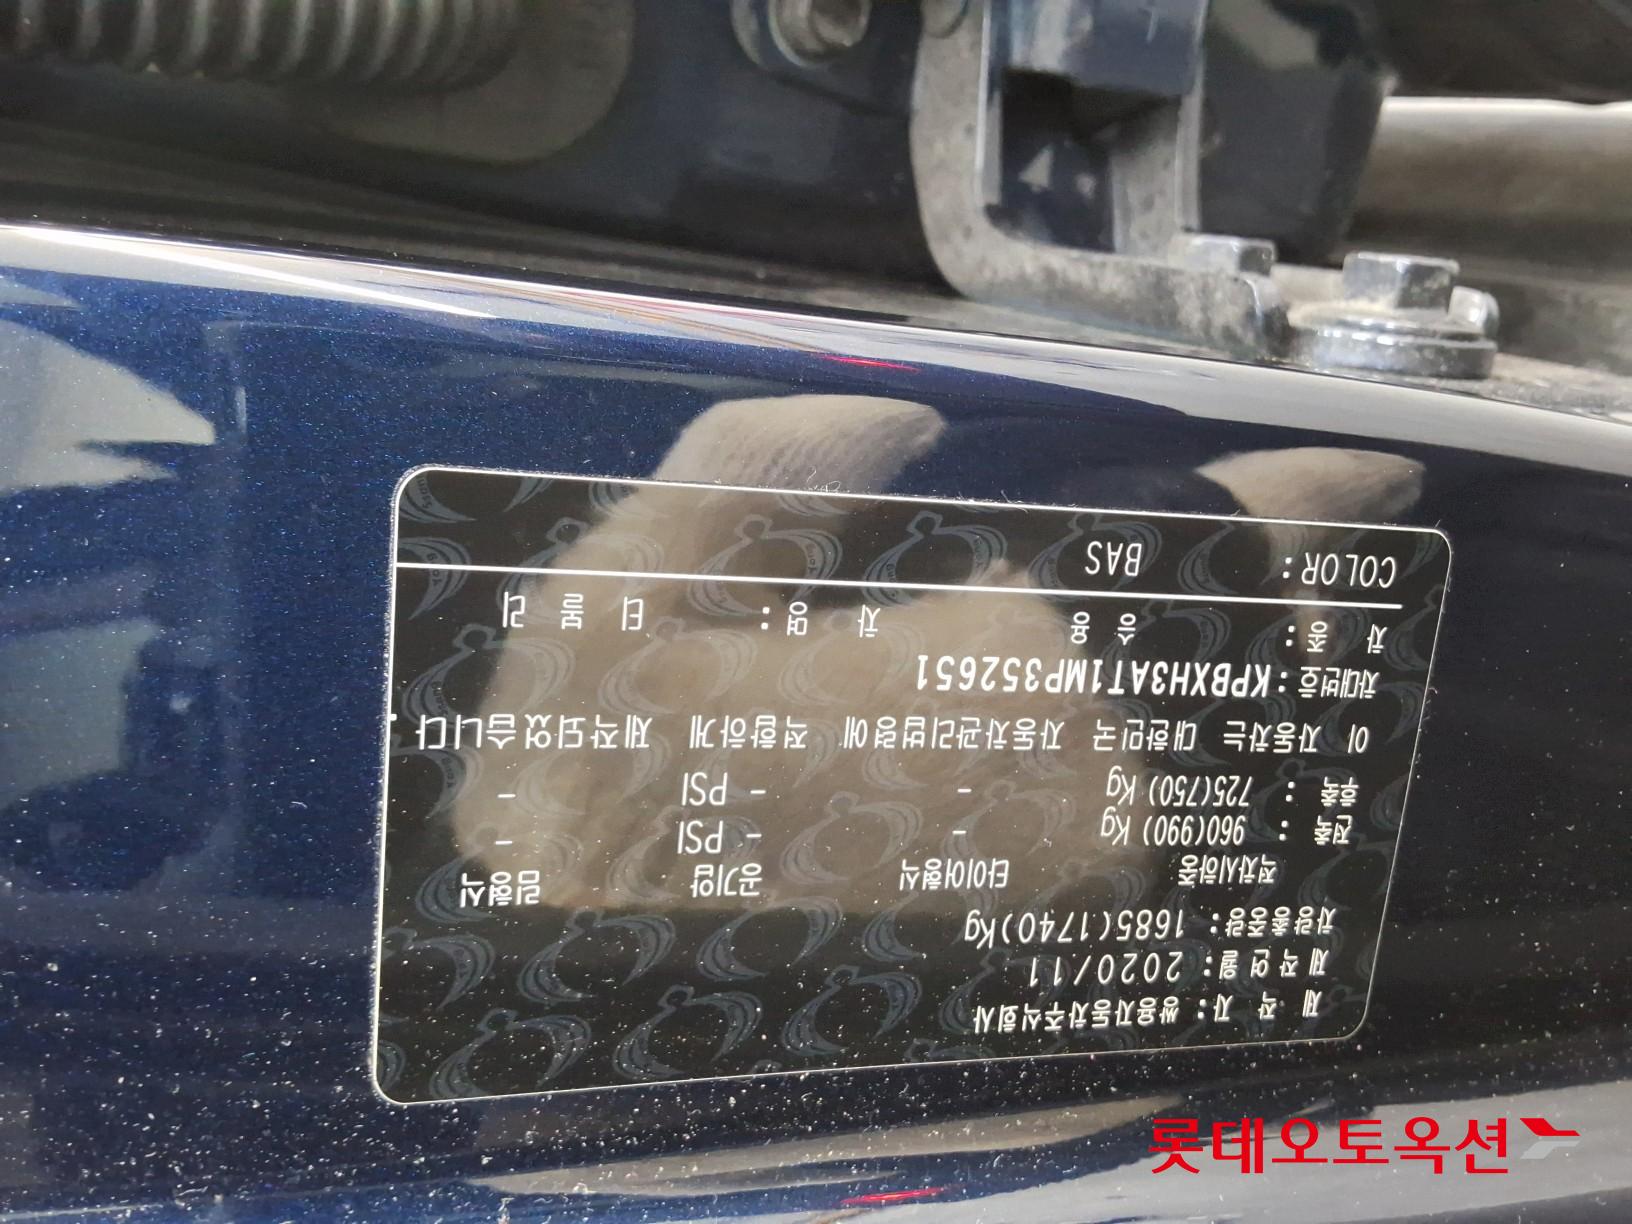 제 작 자: 쌍용자동차주식회사
제 작 연 월: 2020/11
차량총중량: 1685(1740)Kg
적차시하중 타이어형식 공기압 림형식
전축 : 960(990) Kg - - PSI -
후축 : 725(750) Kg - - PSI -
이 자동차는 대한민국 자동차관리법령에 적합하게 제작되었습니다.
차대번호:KPBXH3AT1MP352651
차 종: 승 용 차 명: 티 볼 리
COLOR: BAS
롯데오토옥션